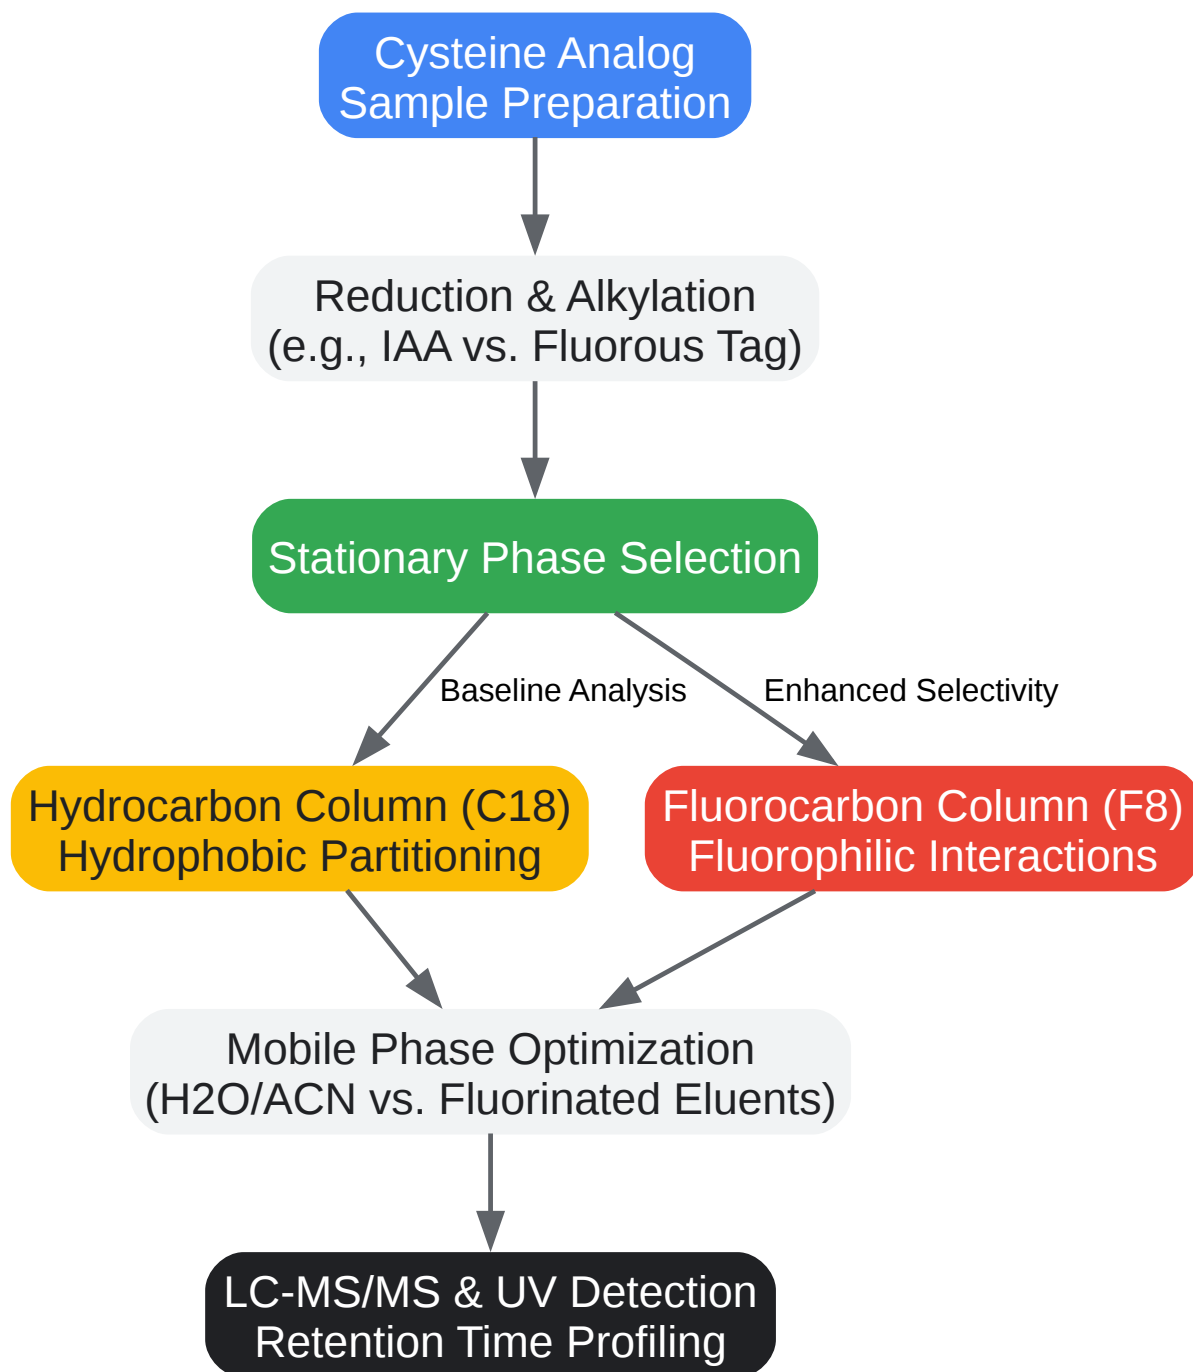 Cysteine Analog
Sample Preparation
Reduction & Alkylation
(e.g., IAA vs. Fluorous Tag)
Stationary Phase Selection
Baseline Analysis
Enhanced Selectivity
Hydrocarbon Column (C18)
Hydrophobic Partitioning
Fluorocarbon Column (F8)
Fluorophilic Interactions
Mobile Phase Optimization
(H2O/ACN vs. Fluorinated Eluents)
LC-MS/MS & UV Detection
Retention Time Profiling